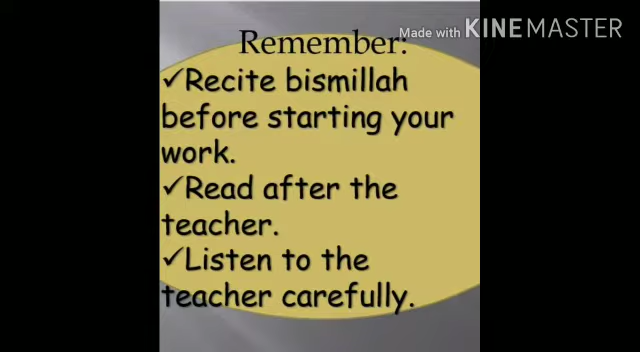 Made with KINEMASTER
Remember:
✓Recite bismillah
before starting your
work.
✓Read after the
teacher.
✓Listen to the
teacher carefully.